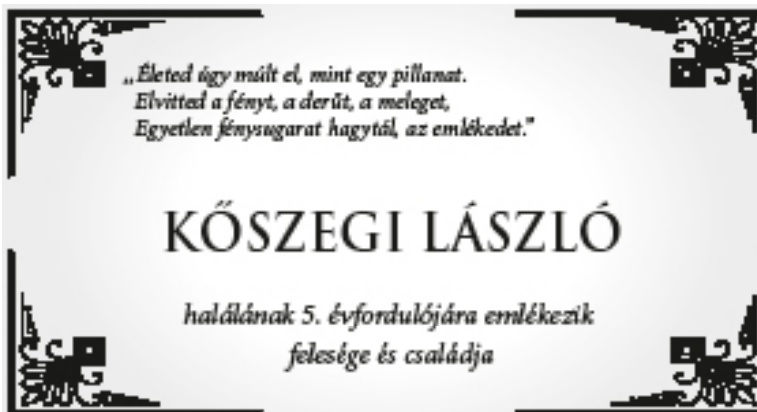 „Életed úgy múlt el, mint egy pillanat.
Elvitted a fényt, a derűt, a meleget,
Egyetlen fénysugarat hagytál, az emlékedet.”
KŐSZEGI LÁSZLÓ
halálának 5. évfordulójára emlékezik
felesége és családja